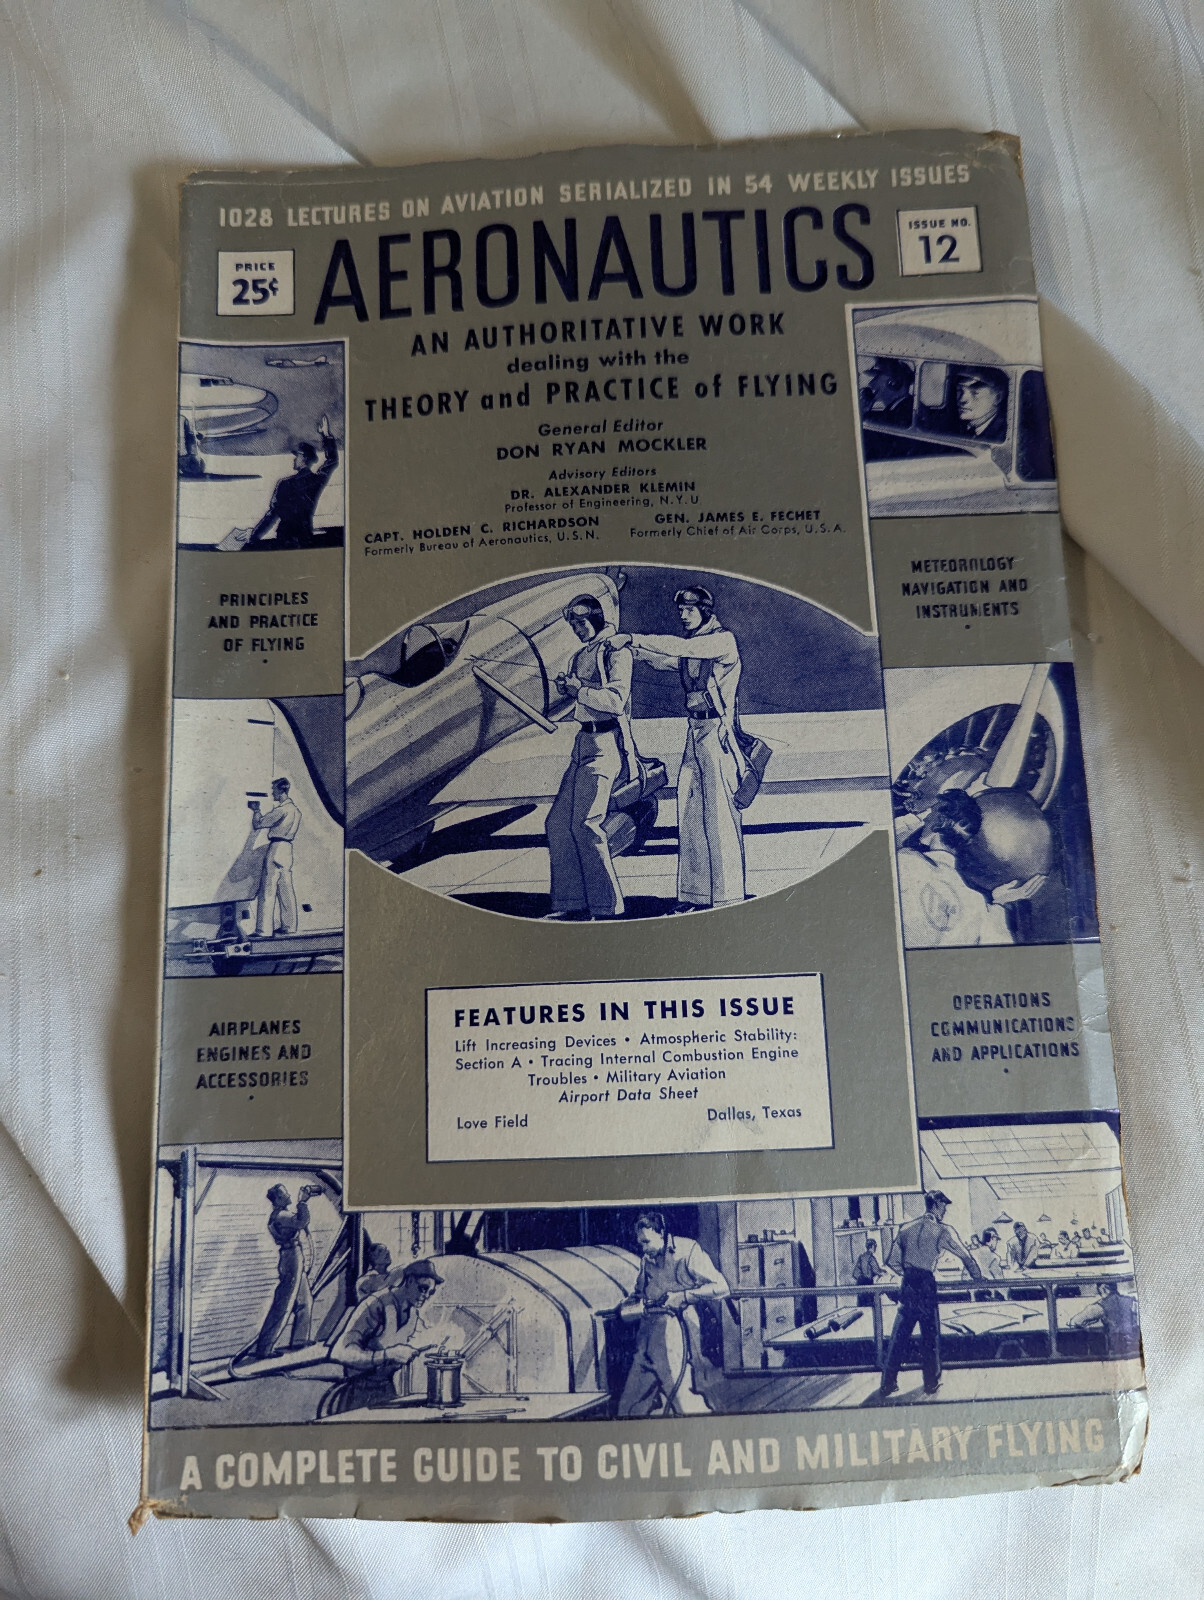 1028 LECTURES ON AVIATION SERIALIZED IN 54 WEEKLY ISSUES
PRICE
25¢
AERONAUTICS
ISSUE NO.
12
AN AUTHORITATIVE WORK
dealing with the
THEORY and PRACTICE of FLYING
General Editor
DON RYAN MOCKLER
Advisory Editors
DR. ALEXANDER KLEMIN
Professor of Engineering, N.Y.U
CAPT. HOLDEN C. RICHARDSON
Formerly Bureau of Aeronautics, U.S.N.
GEN. JAMES E. FECHET
Formerly Chief of Air Corps, U.S.A.
PRINCIPLES
AND PRACTICE
OF FLYING
METEOROLOGY
NAVIGATION AND
INSTRUMENTS
AIRPLANES
ENGINES AND
ACCESSORIES
OPERATIONS
COMMUNICATIONS
AND APPLICATIONS
FEATURES IN THIS ISSUE
Lift Increasing Devices • Atmospheric Stability:
Section A • Tracing Internal Combustion Engine
Troubles • Military Aviation
Airport Data Sheet
Love Field Dallas, Texas
A COMPLETE GUIDE TO CIVIL AND MILITARY FLYING